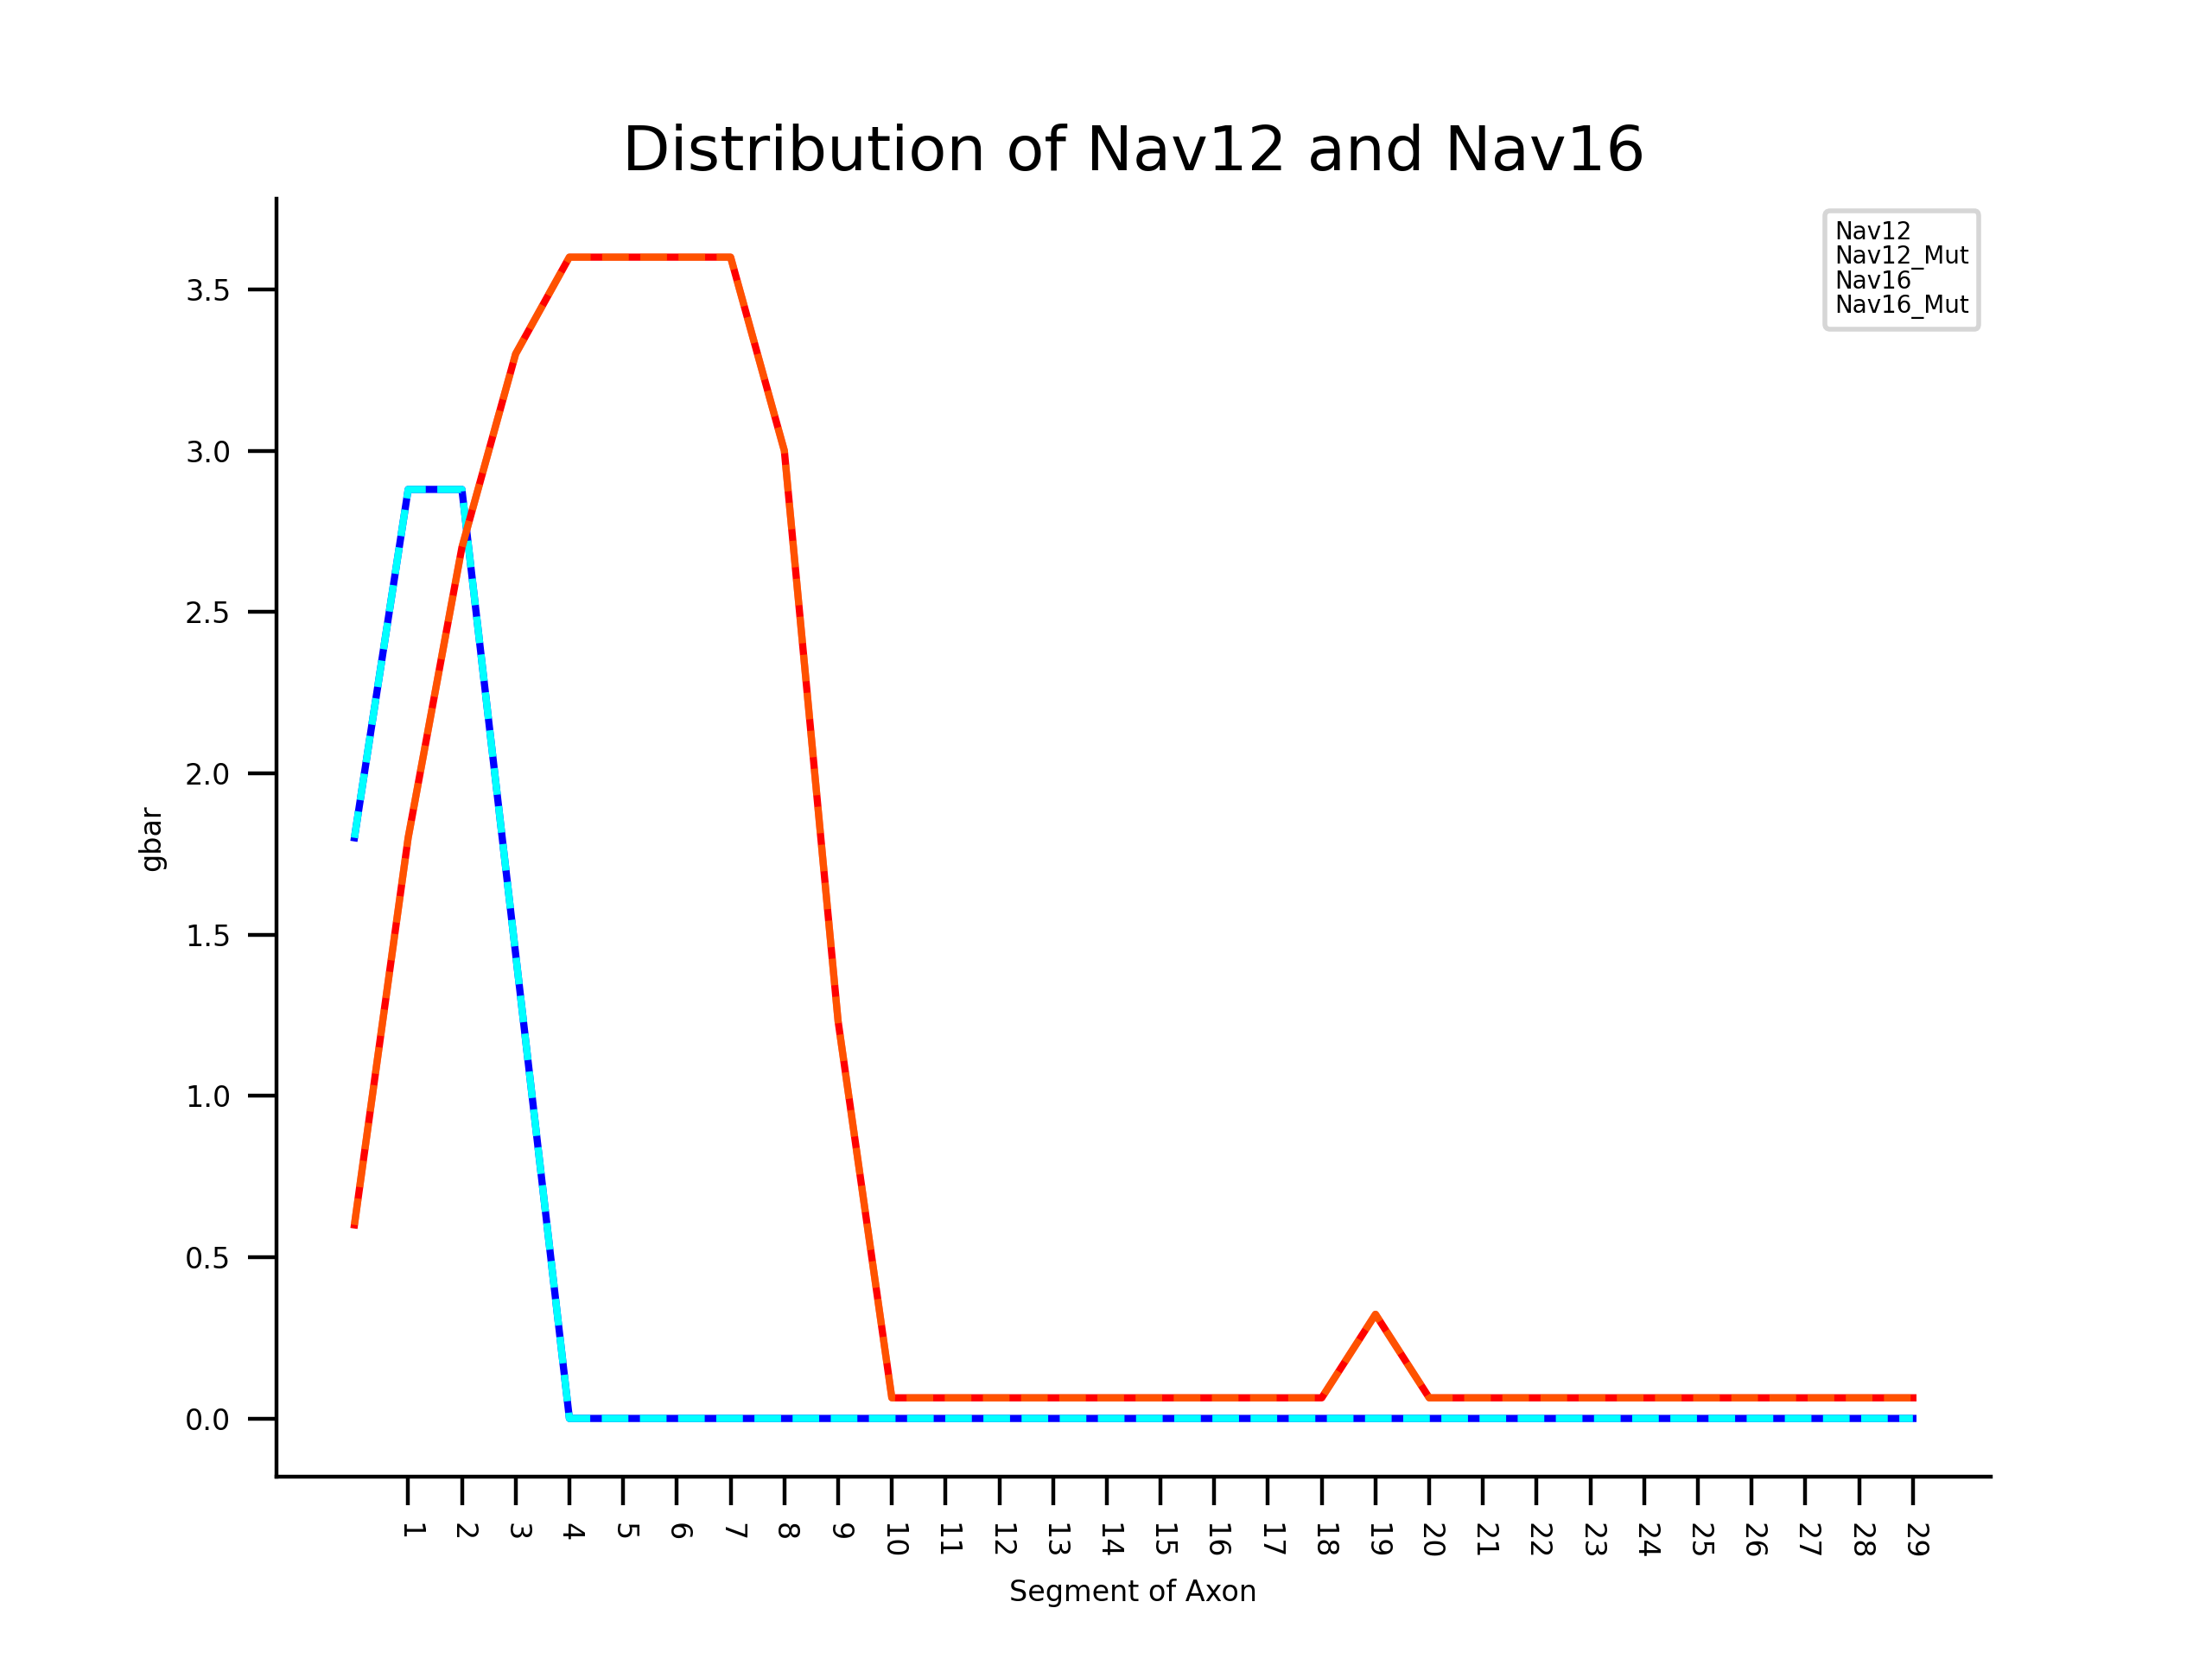 Distribution of Nav12 and Nav16
Nav12
Nav12_Mut
Nav16
Nav16_Mut
3.5
3.0
2.5
2.0
1.5
1.0
0.5
0.0
gbar
1 2 3 4 5 6 7 8 9 10 11 12 13 14 15 16 17 18 19 20 21 22 23 24 25 26 27 28 29
Segment of Axon